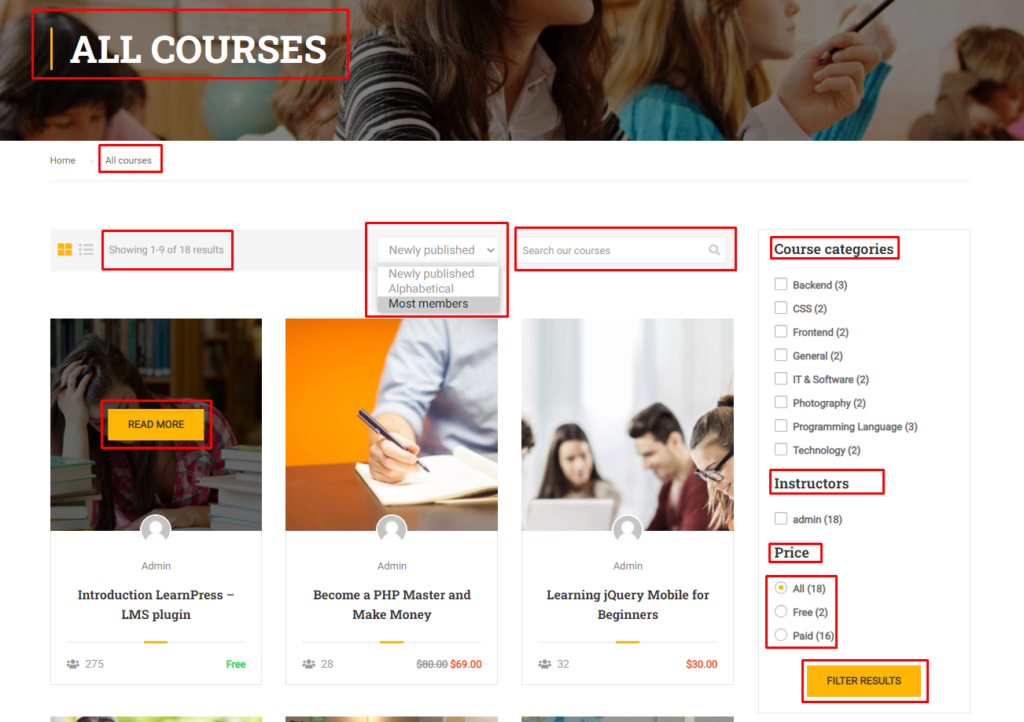 ALL COURSES
Home
All courses
Showing 1-9 of 18 results
Newly published
Newly published
Alphabetical
Most members
Search our courses
READ MORE
Admin
Introduction LearnPress –
LMS plugin
275
Free
Admin
Become a PHP Master and
Make Money
28
$80.00 $69.00
Admin
Learning jQuery Mobile for
Beginners
32
$30.00
Course categories
Backend (3)
CSS (2)
Frontend (2)
General (2)
IT & Software (2)
Photography (2)
Programming Language (3)
Technology (2)
Instructors
admin (18)
Price
All (18)
Free (2)
Paid (16)
FILTER RESULTS